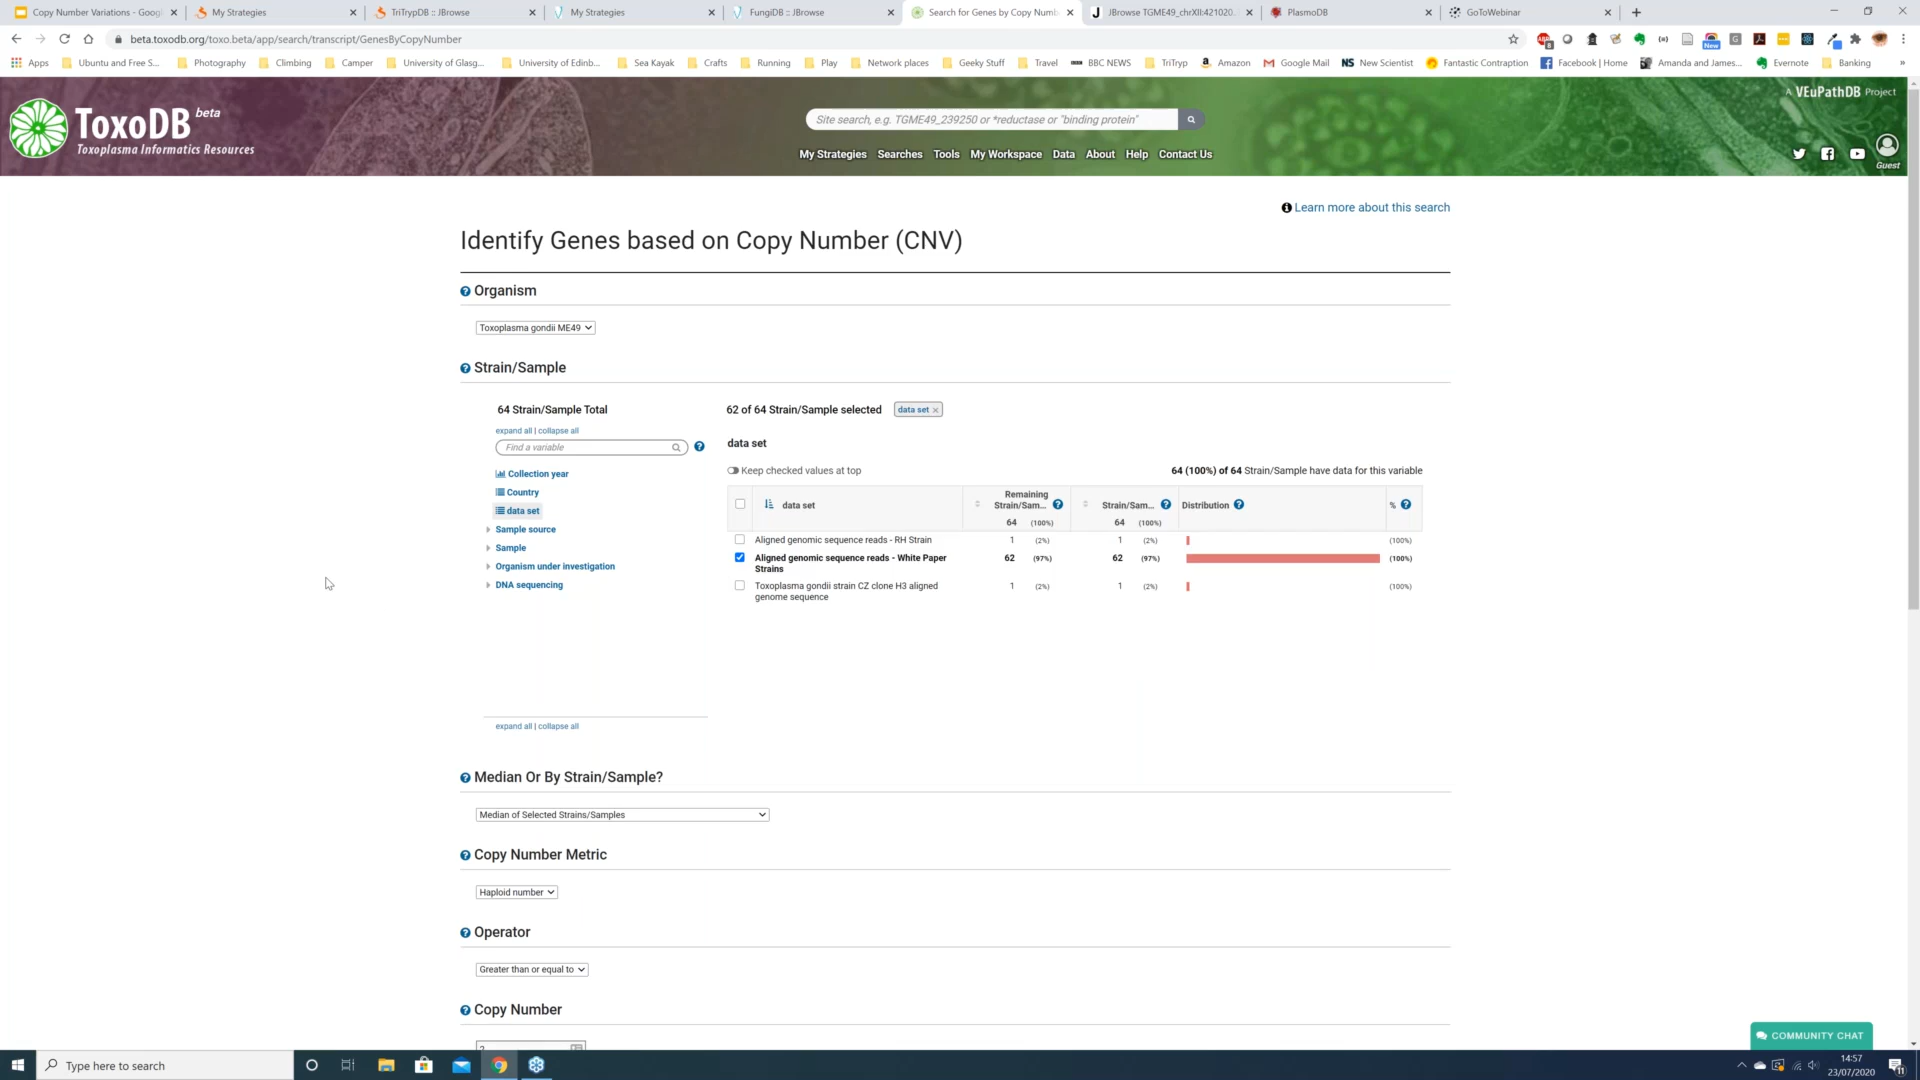 Copy Number Variations - Googl
My Strategies
TriTrypDB :: JBrowse
My Strategies
FungiDB :: JBrowse
Search for Genes by Copy Numb
JBrowse TGME49_chrXII:421020.
PlasmoDB
GoToWebinar
beta.toxodb.org/toxo.beta/app/search/transcript/GenesByCopyNumber
Apps
Ubuntu and Free S...
Photography
Climbing
Camper
University of Glasg...
University of Edinb...
Sea Kayak
Crafts
Running
Play
Network places
Geeky Stuff
Travel
BBC NEWS
TriTryp
Amazon
Google Mail
NS New Scientist
Fantastic Contraption
Facebook | Home
Amanda and James...
Evernote
Banking
»
A VEuPathDB Project
ToxoDB beta
Toxoplasma Informatics Resources
Site search, e.g. TGME49_239250 or *reductase or "binding protein"
My Strategies Searches Tools My Workspace Data About Help Contact Us
Guest
Learn more about this search
Identify Genes based on Copy Number (CNV)
Organism
Toxoplasma gondii ME49
Strain/Sample
64 Strain/Sample Total
expand all | collapse all
Find a variable
Collection year
Country
data set
Sample source
Sample
Organism under investigation
DNA sequencing
expand all | collapse all
62 of 64 Strain/Sample selected
data set ×
data set
Keep checked values at top
64 (100%) of 64 Strain/Sample have data for this variable
data set
Remaining
Strain/Sam...
64 (100%)
Strain/Sam...
64 (100%)
Distribution
%
Aligned genomic sequence reads - RH Strain 1 (2%) 1 (2%) (100%)
Aligned genomic sequence reads - White Paper 62 (97%) 62 (97%) (100%)
Strains
Toxoplasma gondii strain CZ clone H3 aligned 1 (2%) 1 (2%) (100%)
genome sequence
Median Or By Strain/Sample?
Median of Selected Strains/Samples
Copy Number Metric
Haploid number
Operator
Greater than or equal to
Copy Number
COMMUNITY CHAT
Type here to search
14:57
23/07/2020